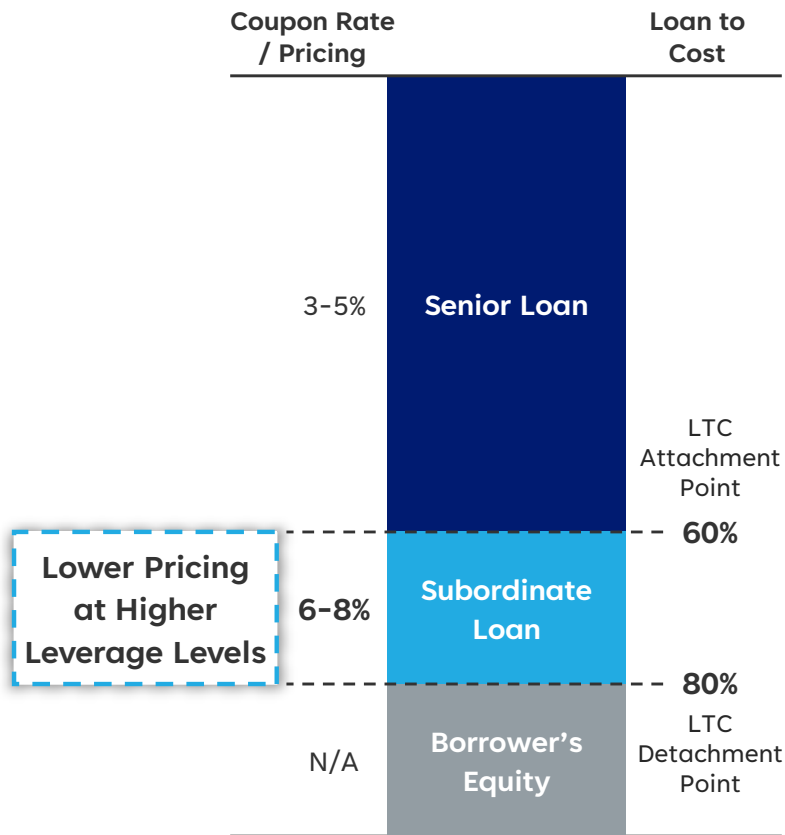 Coupon Rate
/ Pricing
Loan to
Cost
3-5%
Senior Loan
LTC
Attachment
Point
60%
Lower Pricing
at Higher
Leverage Levels
6-8%
Subordinate
Loan
80%
LTC
Detachment
Point
N/A
Borrower’s
Equity